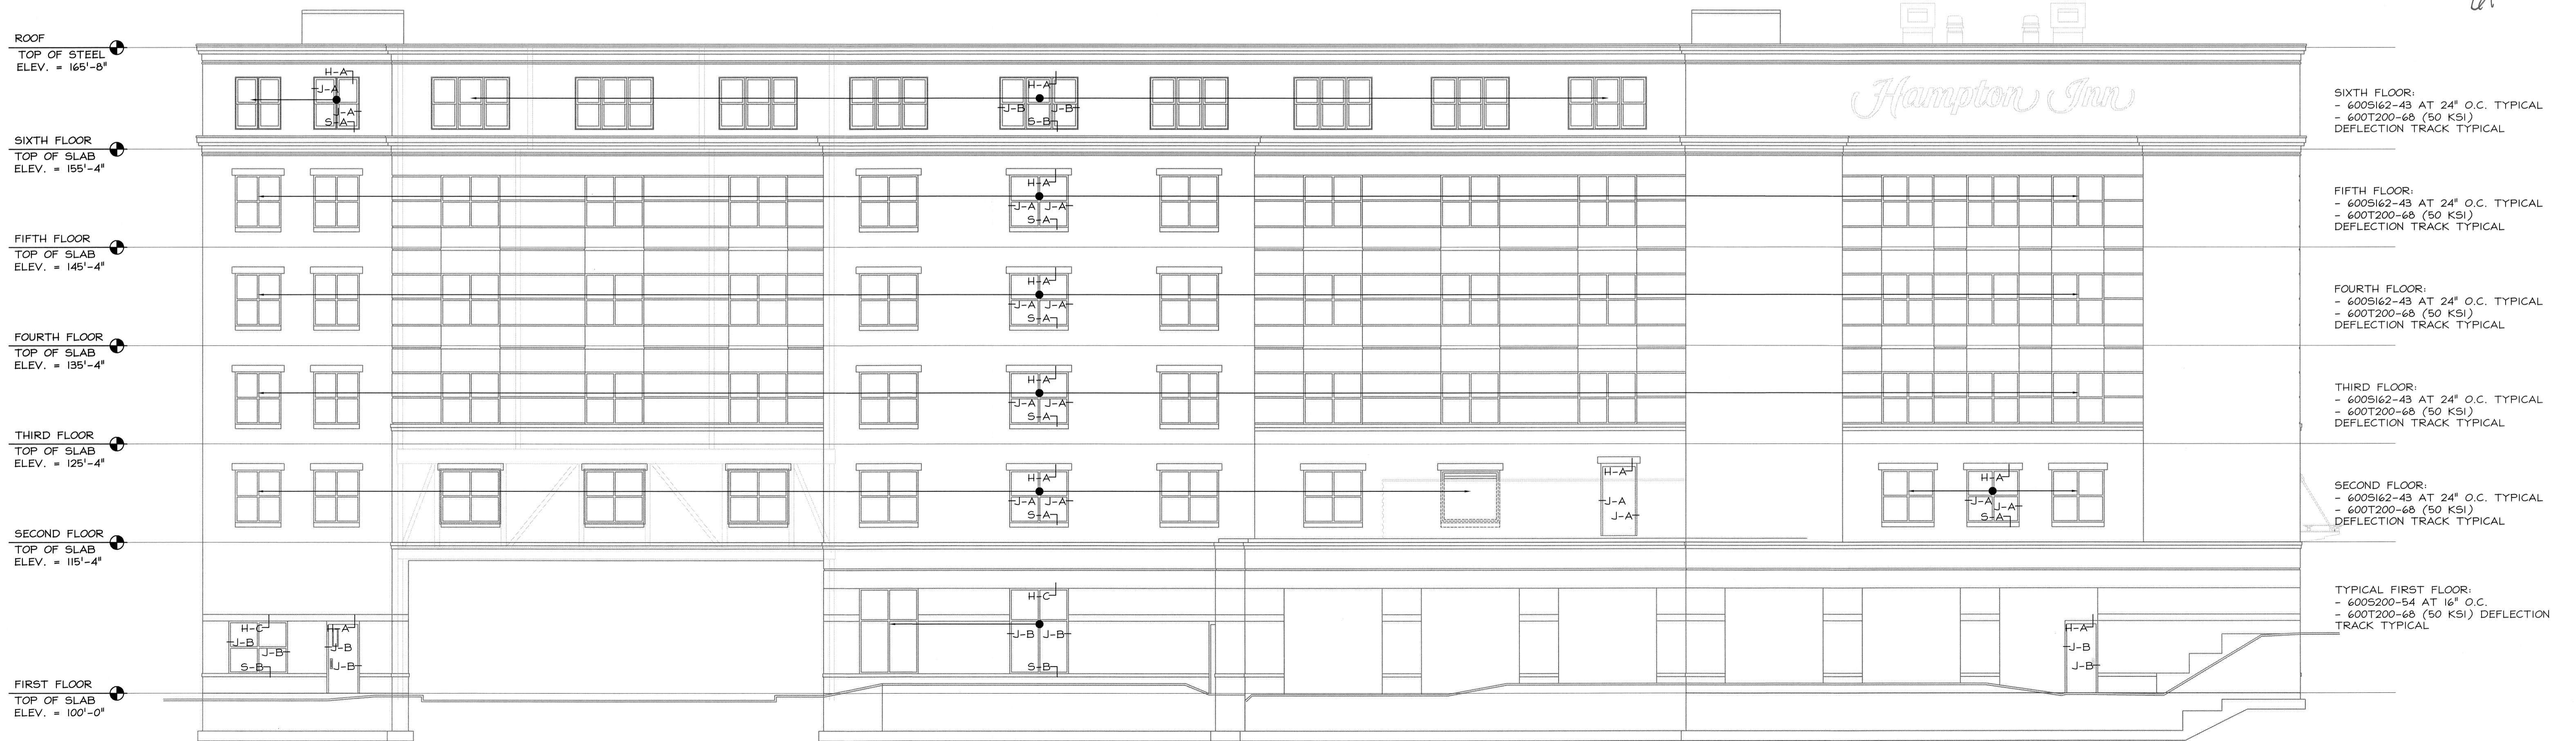 ROOF
TOP OF STEEL
ELEV. = 165'-8"
H-A
J-A
J-A
S-A
H-A
J-B J-B
S-B
Hampton Inn
SIXTH FLOOR:
- 600S162-43 AT 24" O.C. TYPICAL
- 600T200-68 (50 KSI)
DEFLECTION TRACK TYPICAL
SIXTH FLOOR
TOP OF SLAB
ELEV. = 155'-4"
H-A
J-A J-A
S-A
FIFTH FLOOR:
- 600S162-43 AT 24" O.C. TYPICAL
- 600T200-68 (50 KSI)
DEFLECTION TRACK TYPICAL
FIFTH FLOOR
TOP OF SLAB
ELEV. = 145'-4"
H-A
J-A J-A
S-A
FOURTH FLOOR:
- 600S162-43 AT 24" O.C. TYPICAL
- 600T200-68 (50 KSI)
DEFLECTION TRACK TYPICAL
FOURTH FLOOR
TOP OF SLAB
ELEV. = 135'-4"
H-A
J-A J-A
S-A
THIRD FLOOR:
- 600S162-43 AT 24" O.C. TYPICAL
- 600T200-68 (50 KSI)
DEFLECTION TRACK TYPICAL
THIRD FLOOR
TOP OF SLAB
ELEV. = 125'-4"
H-A
J-A J-A
S-A
H-A
J-A
J-A
H-A
J-A
J-A
S-A
SECOND FLOOR:
- 600S162-43 AT 24" O.C. TYPICAL
- 600T200-68 (50 KSI)
DEFLECTION TRACK TYPICAL
SECOND FLOOR
TOP OF SLAB
ELEV. = 115'-4"
H-C
J-B
J-B
S-B
H-A
J-B
J-B
H-C
J-B J-B
S-B
H-A
J-B
J-B
TYPICAL FIRST FLOOR:
- 600S200-54 AT 16" O.C.
- 600T200-68 (50 KSI) DEFLECTION
TRACK TYPICAL
FIRST FLOOR
TOP OF SLAB
ELEV. = 100'-0"